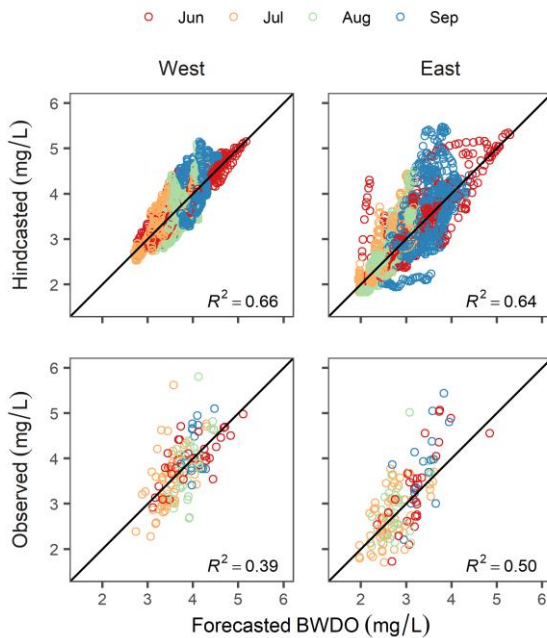 Jun Jul Aug Sep
West East
Hindcasted (mg/L)
6
5
4
3
2
R² = 0.66
R² = 0.64
Observed (mg/L)
6
5
4
3
2
R² = 0.39
R² = 0.50
2 3 4 5 6 2 3 4 5 6
Forecasted BWDO (mg/L)